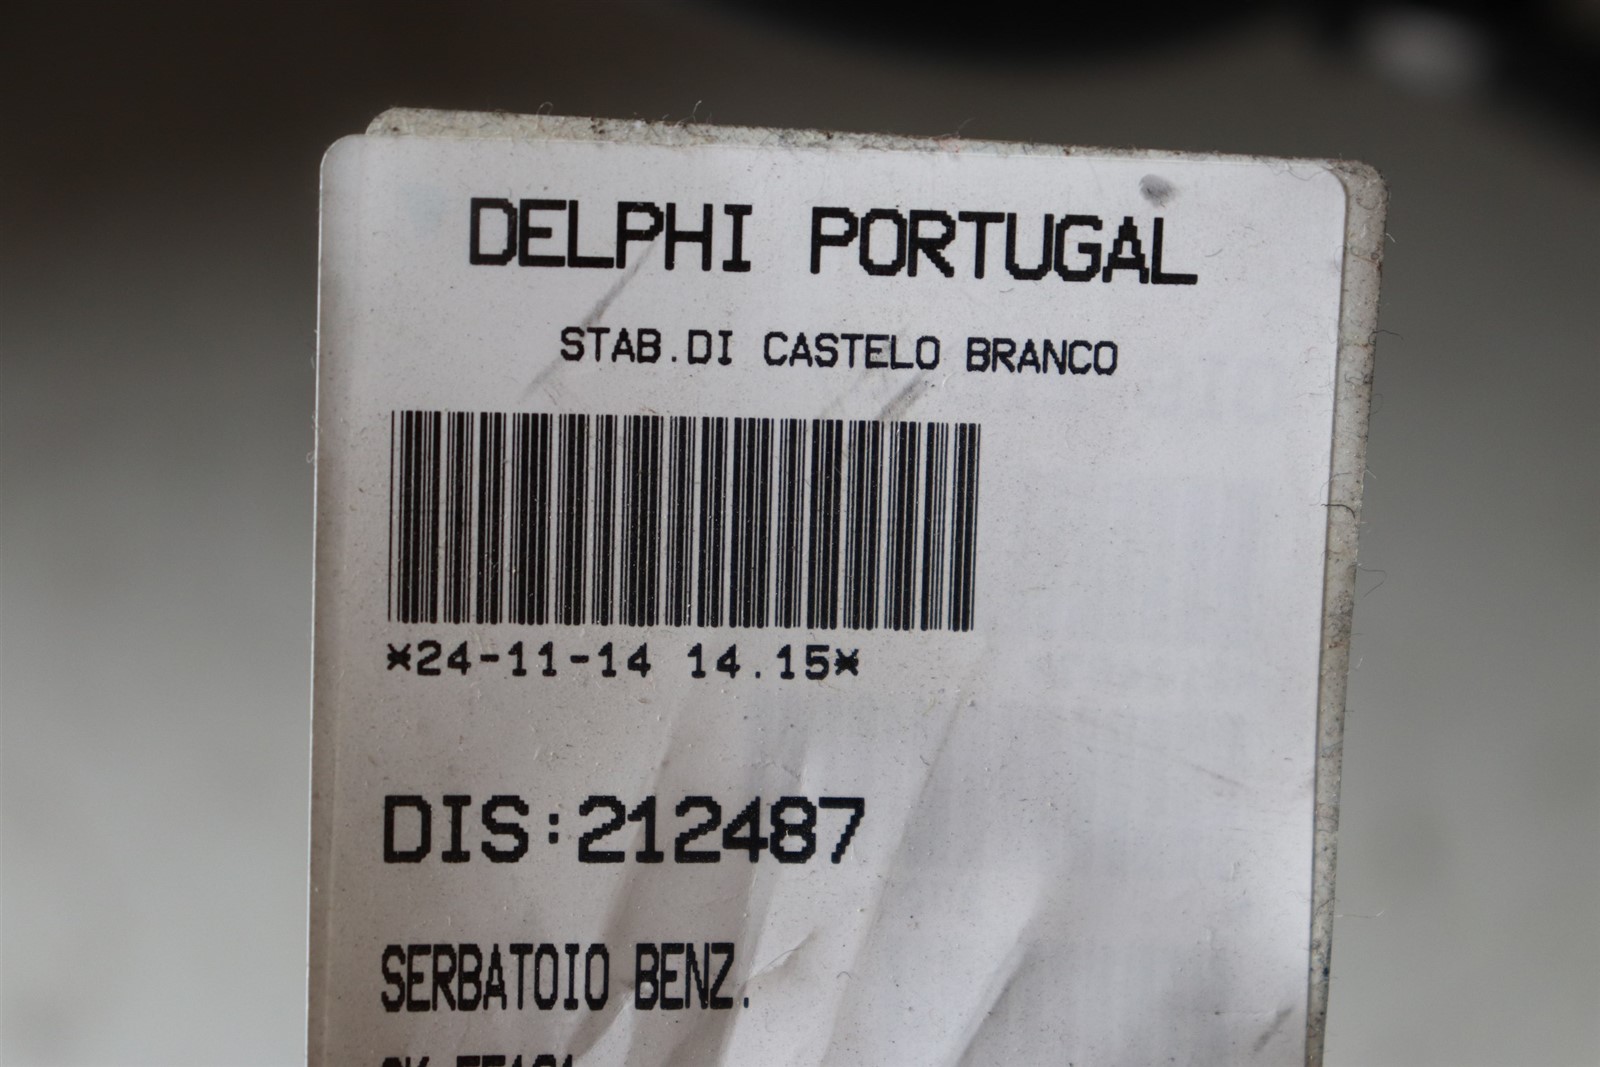 DELPHI PORTUGAL
STAB.DI CASTELO BRANCO
*24-11-14 14.15*
DIS:212487
SERBATOIO BENZ.